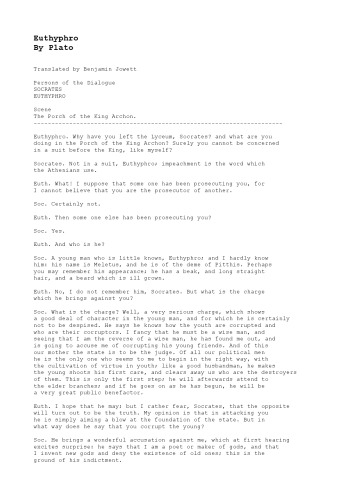 Euthyphro
By Plato
Translated by Benjamin Jowett
Persons of the Dialogue
SOCRATES
EUTHYPHRO
Scene
The Porch of the King Archon.
----------------------------------------------------------------------
Euthyphro. Why have you left the Lyceum, Socrates? and what are you
doing in the Porch of the King Archon? Surely you cannot be concerned
in a suit before the King, like myself?
Socrates. Not in a suit, Euthyphro; impeachment is the word which
the Athenians use.
Euth. What! I suppose that some one has been prosecuting you, for
I cannot believe that you are the prosecutor of another.
Soc. Certainly not.
Euth. Then some one else has been prosecuting you?
Soc. Yes.
Euth. And who is he?
Soc. A young man who is little known, Euthyphro; and I hardly know
him: his name is Meletus, and he is of the deme of Pitthis. Perhaps
you may remember his appearance; he has a beak, and long straight
hair, and a beard which is ill grown.
Euth. No, I do not remember him, Socrates. But what is the charge
which he brings against you?
Soc. What is the charge? Well, a very serious charge, which shows
a good deal of character in the young man, and for which he is certainly
not to be despised. He says he knows how the youth are corrupted and
who are their corruptors. I fancy that he must be a wise man, and
seeing that I am the reverse of a wise man, he has found me out, and
is going to accuse me of corrupting his young friends. And of this
our mother the state is to be the judge. Of all our political men
he is the only one who seems to me to begin in the right way, with
the cultivation of virtue in youth; like a good husbandman, he makes
the young shoots his first care, and clears away us who are the destroyers
of them. This is only the first step; he will afterwards attend to
the elder branches; and if he goes on as he has begun, he will be
a very great public benefactor.
Euth. I hope that he may; but I rather fear, Socrates, that the opposite
will turn out to be the truth. My opinion is that in attacking you
he is simply aiming a blow at the foundation of the state. But in
what way does he say that you corrupt the young?
Soc. He brings a wonderful accusation against me, which at first hearing
excites surprise: he says that I am a poet or maker of gods, and that
I invent new gods and deny the existence of old ones; this is the
ground of his indictment.